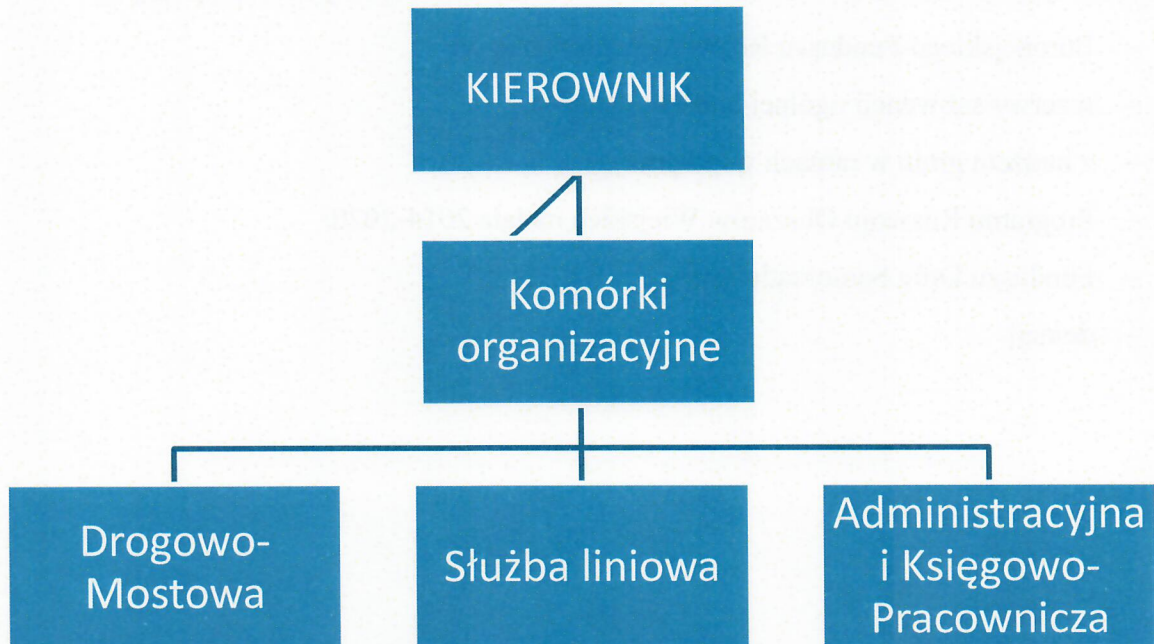 KIEROWNIK
Komórki
organizacyjne
Drogowo-
Mostowa
Służba liniowa
Administracyjna
i Księgowo-
Pracownicza